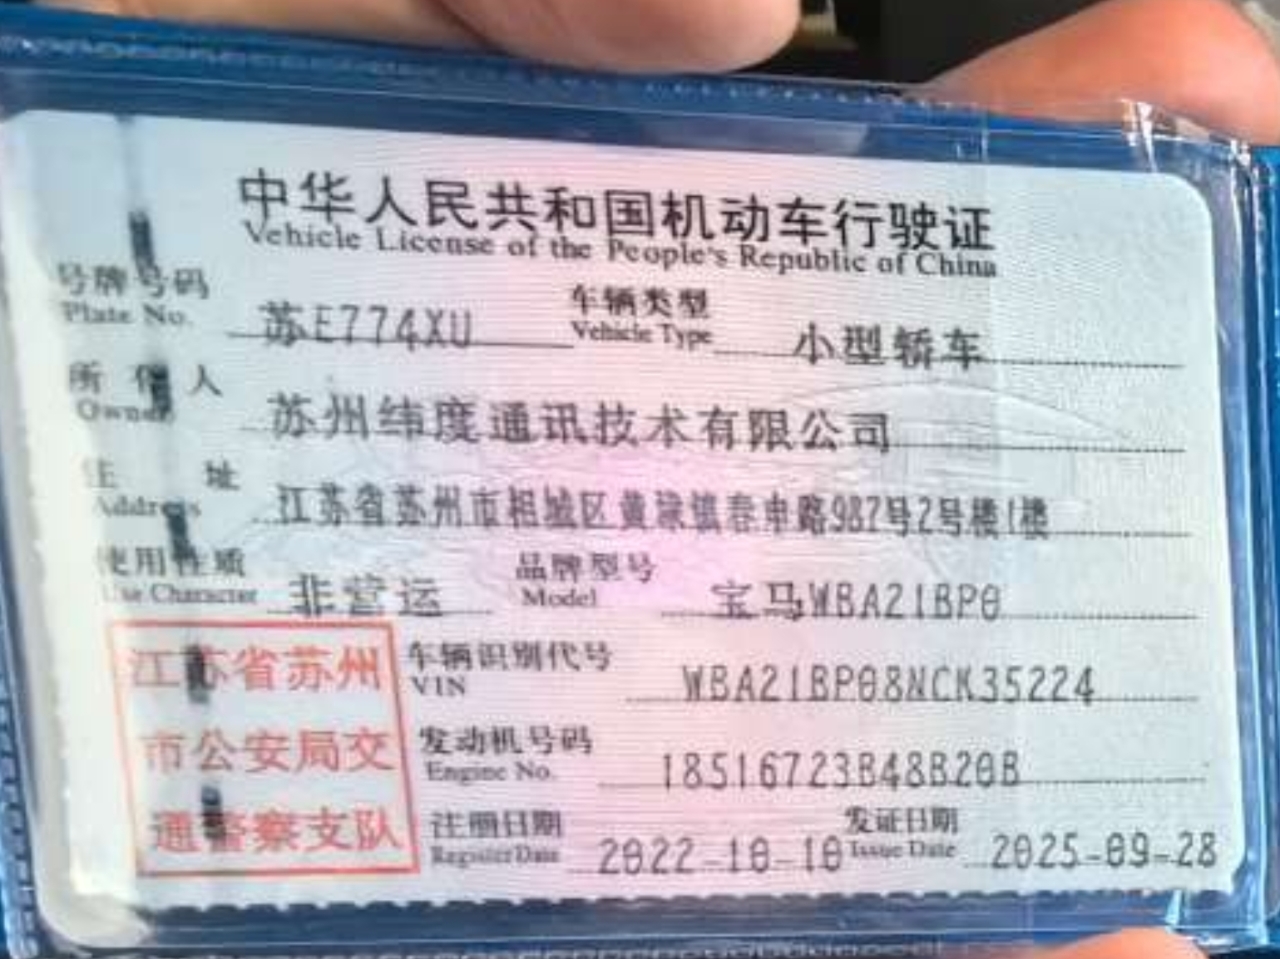 中华人民共和国机动车行驶证
Vehicle License of the People's Republic of China
号牌号码 苏E774XU 车辆类型 小型轿车
Plate No. Vehicle Type
所有人 苏州纬度通讯技术有限公司
Owner
住址 江苏省苏州市相城区黄埭镇春申路987号2号楼1楼
Address
使用性质 非营运 品牌型号 宝马WBA21BP0
Use Character Model
江苏省苏州
市公安局交
通警察支队
车辆识别代号 WBA21BP08NCK35224
VIN
发动机号码 18516723B48B20B
Engine No.
注册日期 2022-10-10 发证日期 2025-09-28
Register Date Issue Date